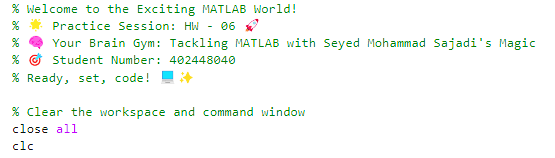 % Welcome to the Exciting MATLAB World!
% 🌟 Practice Session: HW - 06 🚀
% 🧠 Your Brain Gym: Tackling MATLAB with Seyed Mohammad Sajadi's Magic
% 🎯 Student Number: 402448040
% Ready, set, code! 💻 ✨
% Clear the workspace and command window
close all
clc